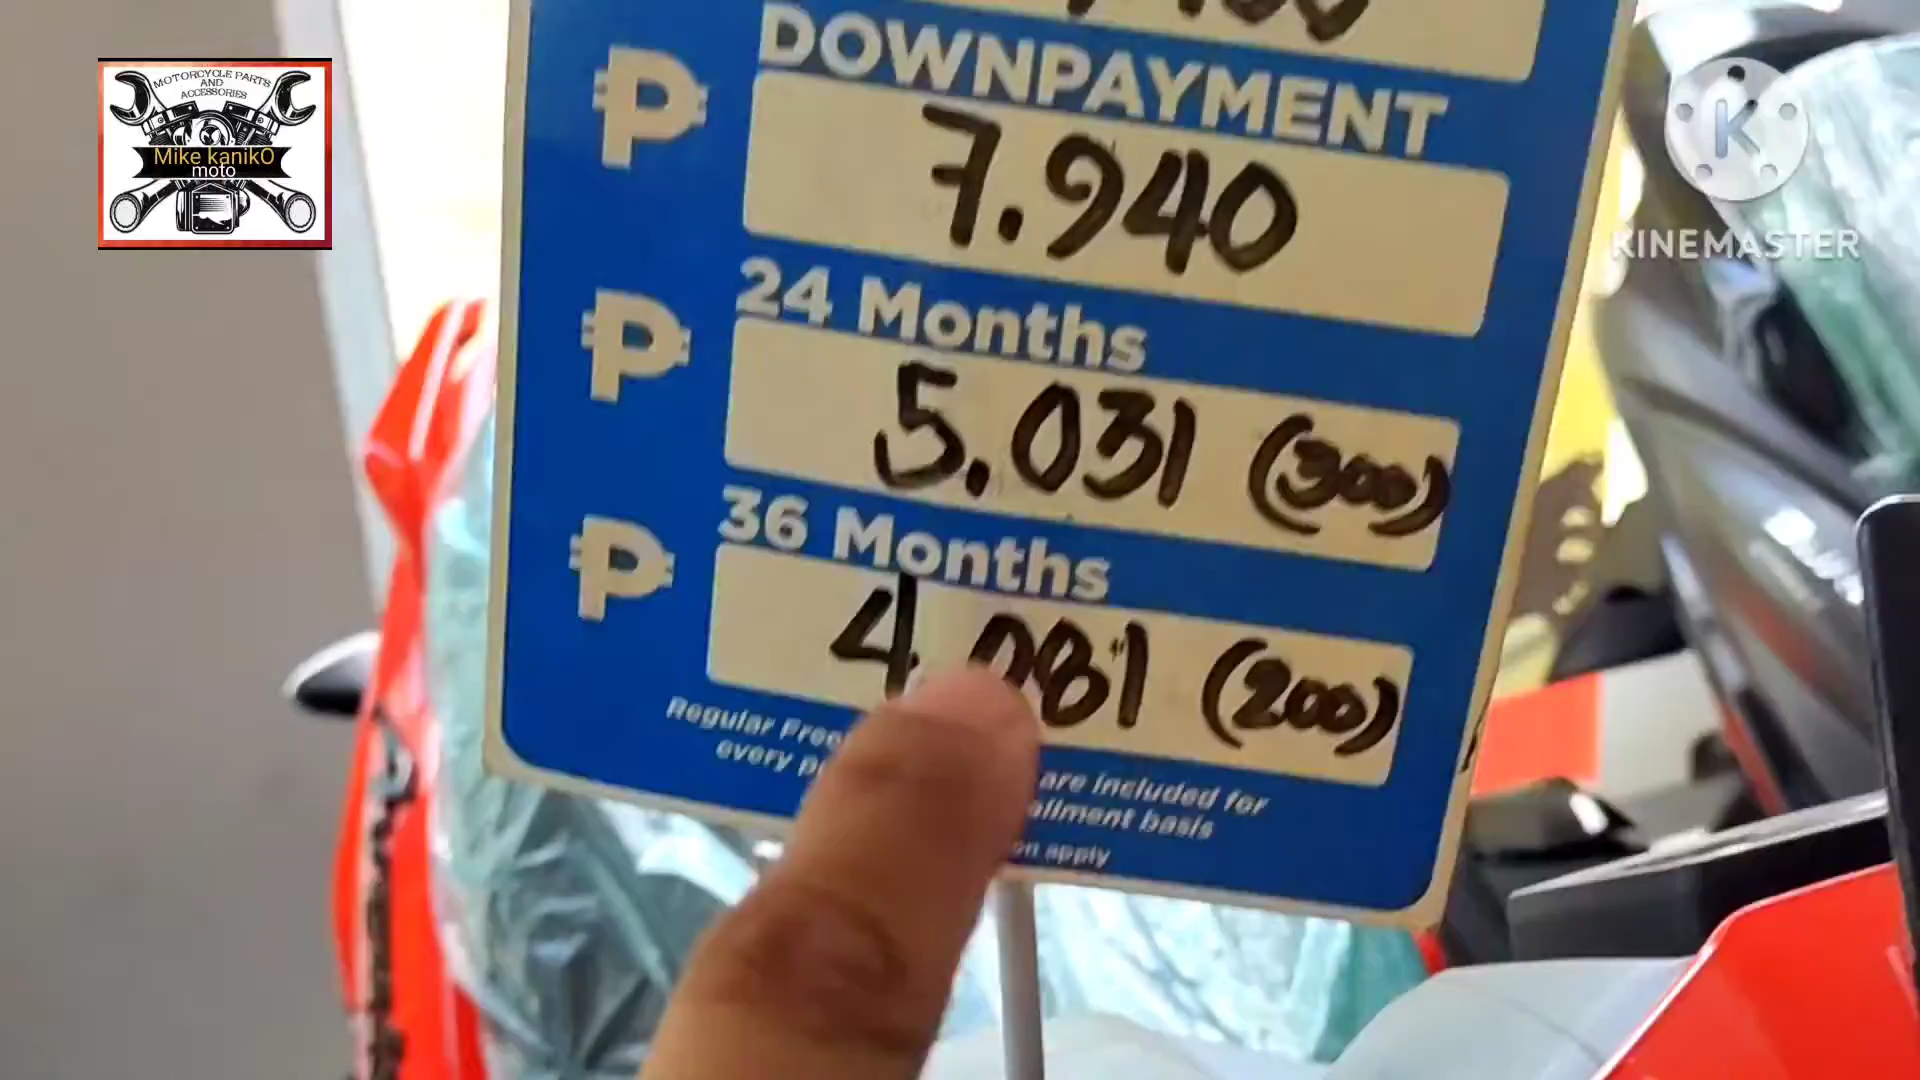 MOTORCYCLE PARTS
AND
ACCESSORIES
Mike kanikO
moto
DOWNPAYMENT
₱ 7.940
24 Months
₱ 5.031 (300)
36 Months
₱ 4.081 (200)
Regular
every
are included for
basis
apply
K
KINEMASTER